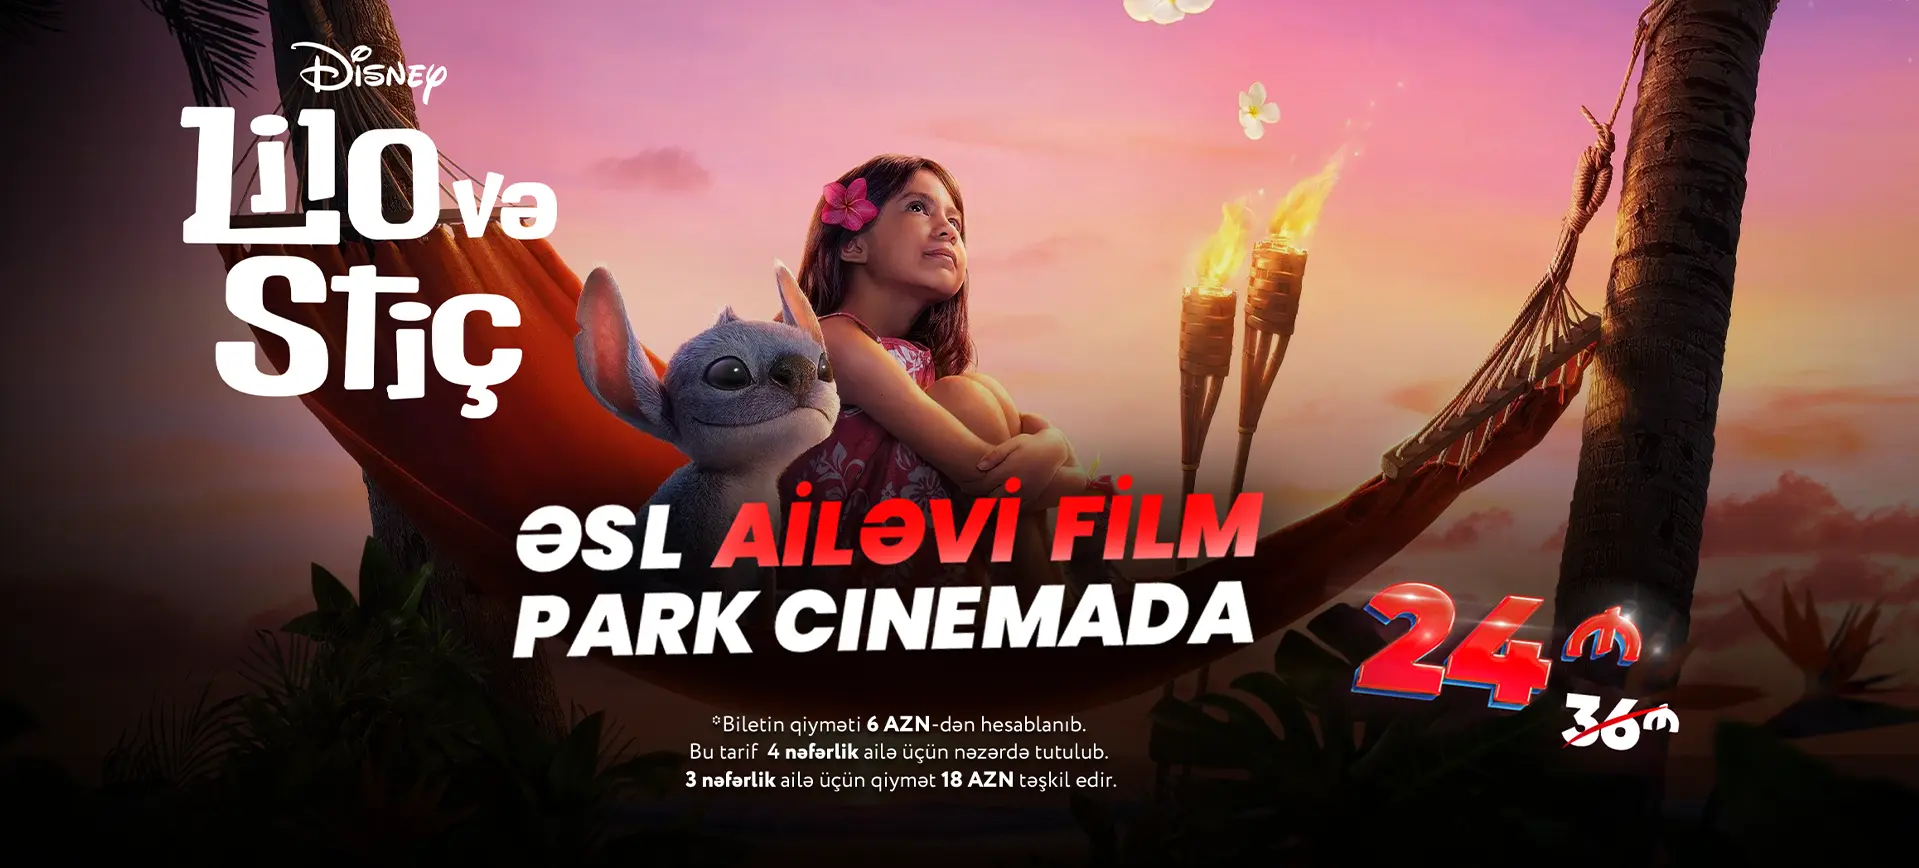 Disney
Lilo və
Stiç
ƏSL AİLƏVİ FİLM
PARK CINEMADA
24 ₼
36 ₼
*Biletin qiyməti 6 AZN-dən hesablanıb.
Bu tarif 4 nəfərlik ailə üçün nəzərdə tutulub.
3 nəfərlik ailə üçün qiymət 18 AZN təşkil edir.